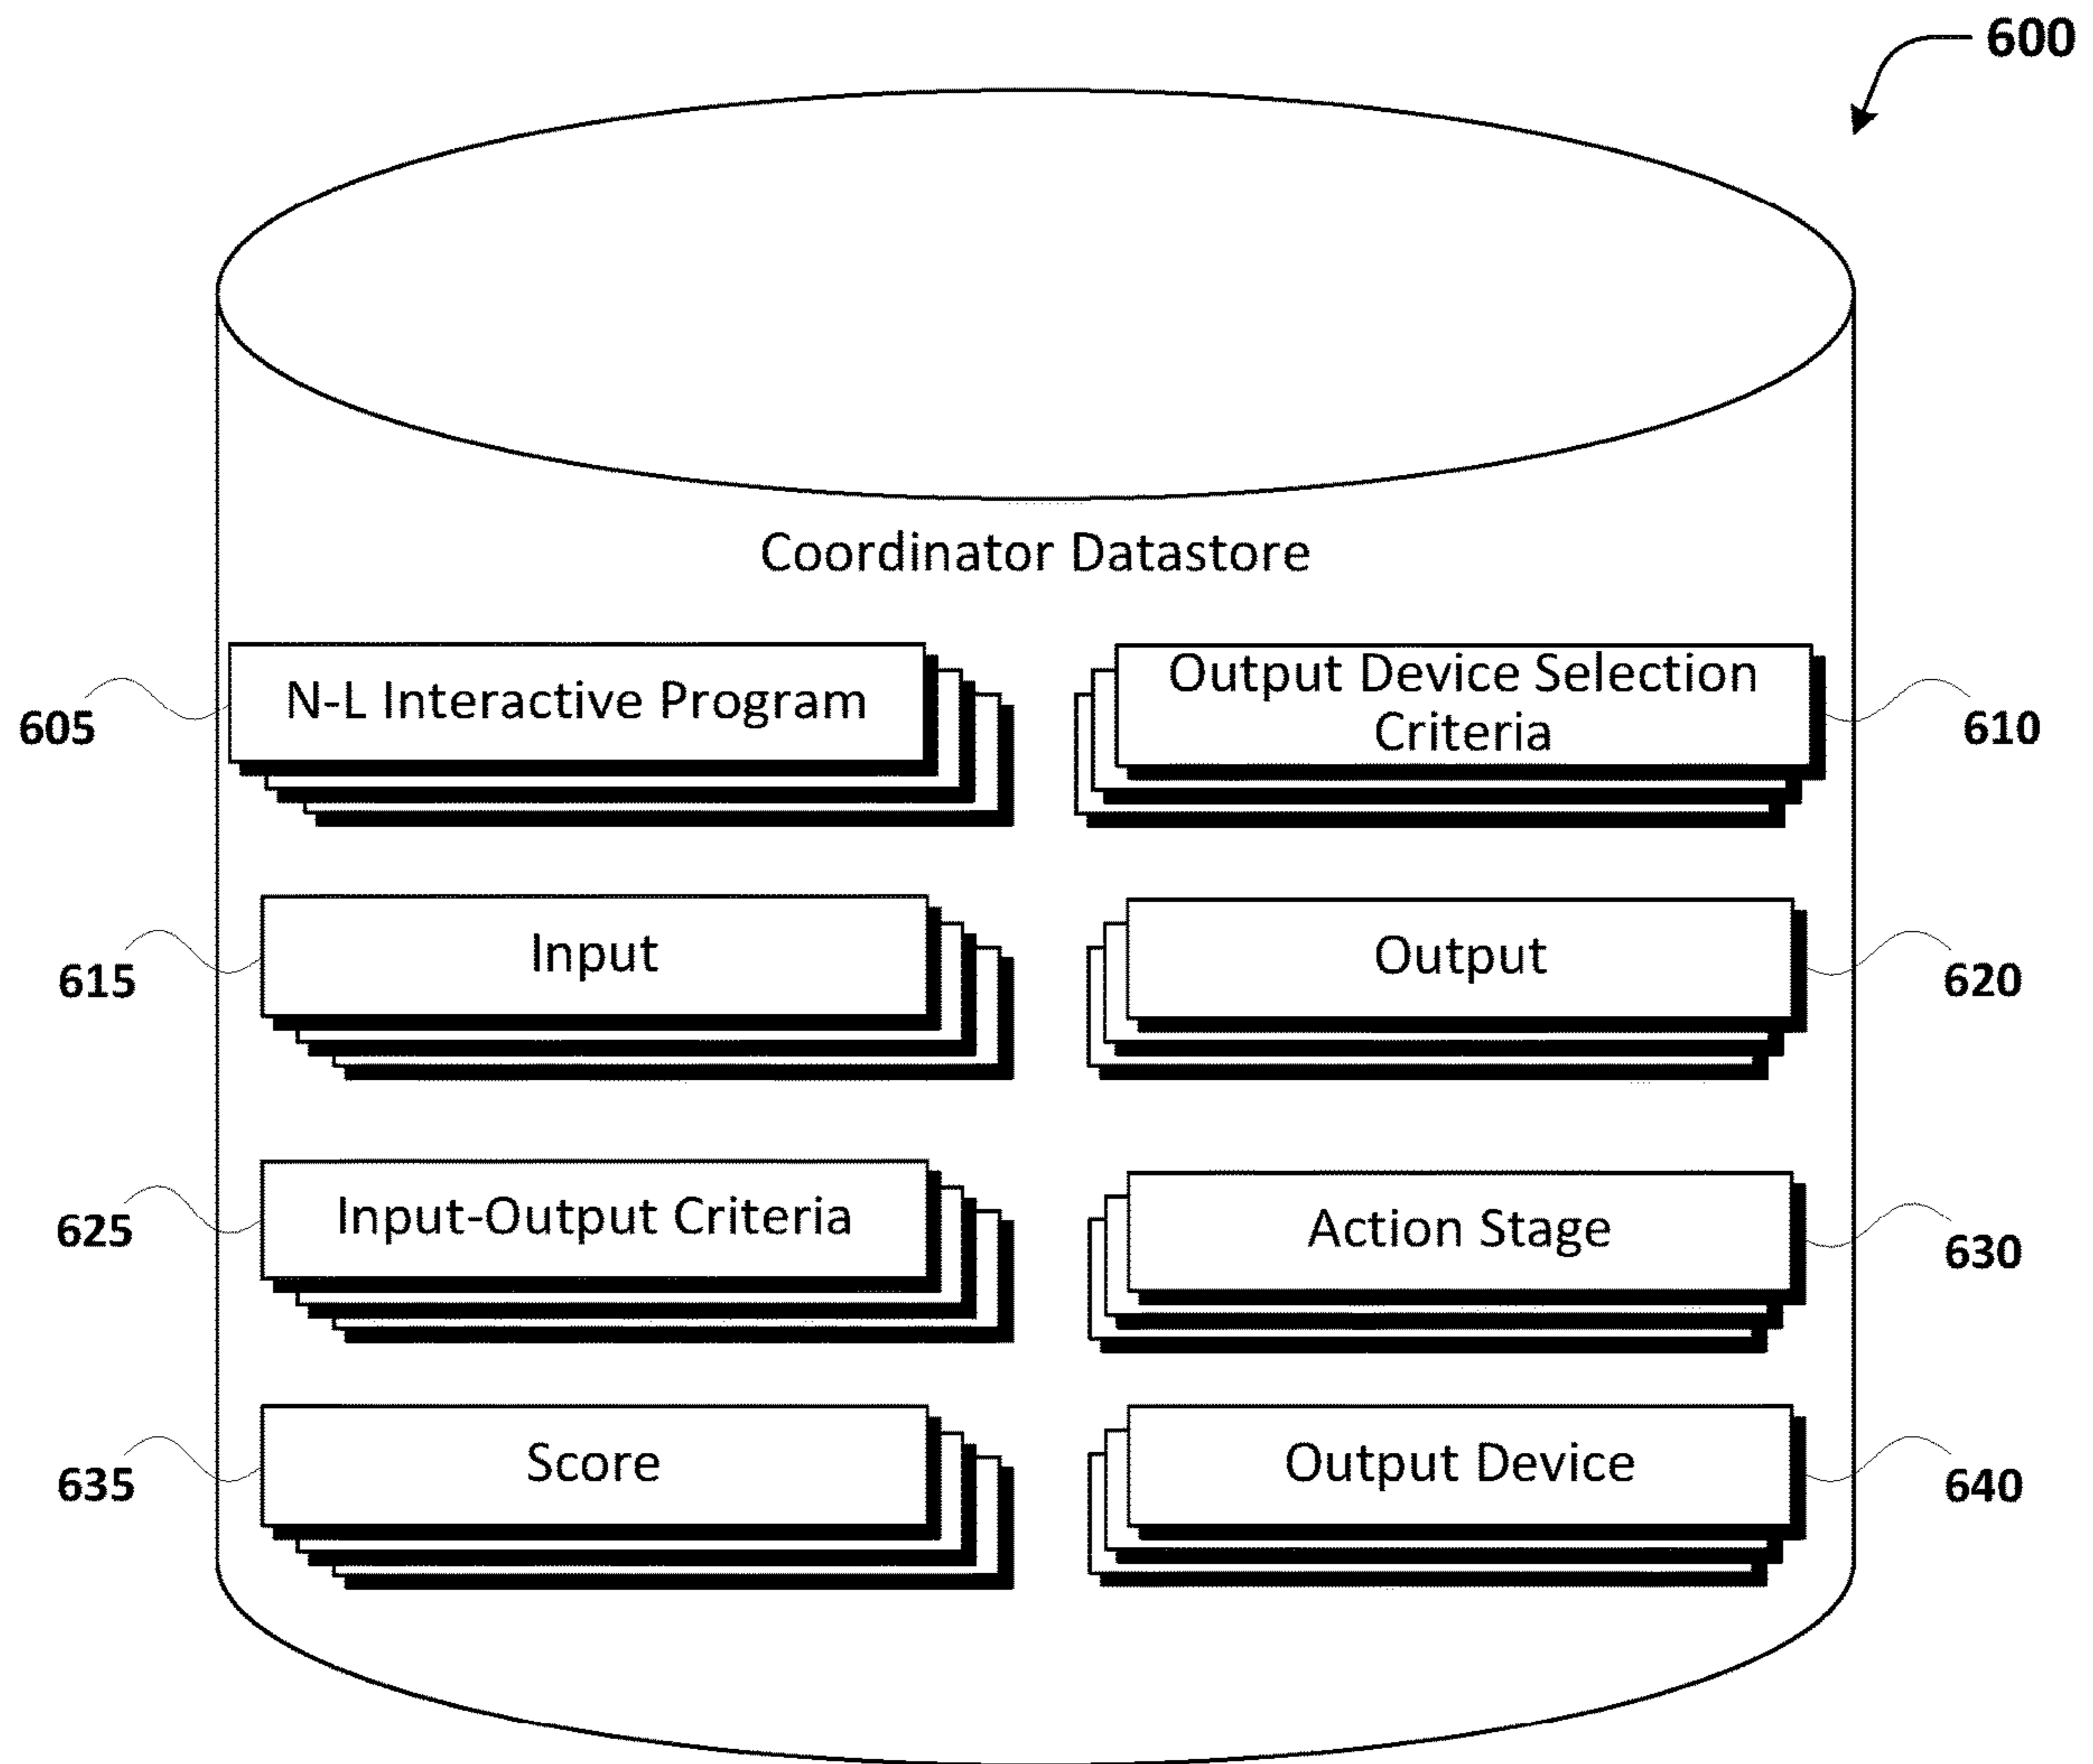 600
Coordinator Datastore
N-L Interactive Program
605
Output Device Selection
Criteria
610
Input
615
Output
620
Input-Output Criteria
625
Action Stage
630
Score
635
Output Device
640